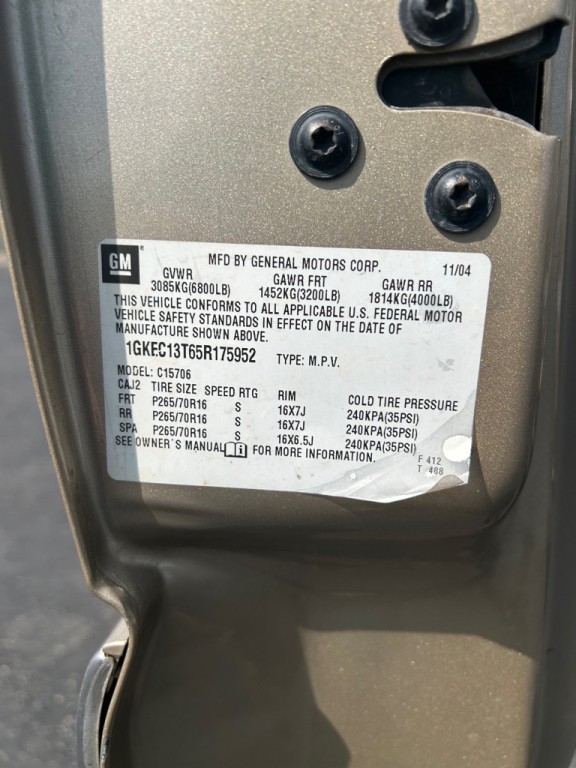 GM ® MFD BY GENERAL MOTORS CORP. 11/04
GVWR GAWR FRT GAWR RR
3085KG(6800LB) 1452KG(3200LB) 1814KG(4000LB)
THIS VEHICLE CONFORMS TO ALL APPLICABLE U.S. FEDERAL MOTOR
VEHICLE SAFETY STANDARDS IN EFFECT ON THE DATE OF
MANUFACTURE SHOWN ABOVE.
1GKEC13T65R175952 TYPE: M.P.V.
MODEL: C15706
CAJ2 TIRE SIZE SPEED RTG RIM COLD TIRE PRESSURE
FRT P265/70R16 S 16X7J 240KPA(35PSI)
RR P265/70R16 S 16X7J 240KPA(35PSI)
SPA P265/70R16 S 16X6.5J 240KPA(35PSI)
SEE OWNER'S MANUAL i FOR MORE INFORMATION.
F 412
T 488